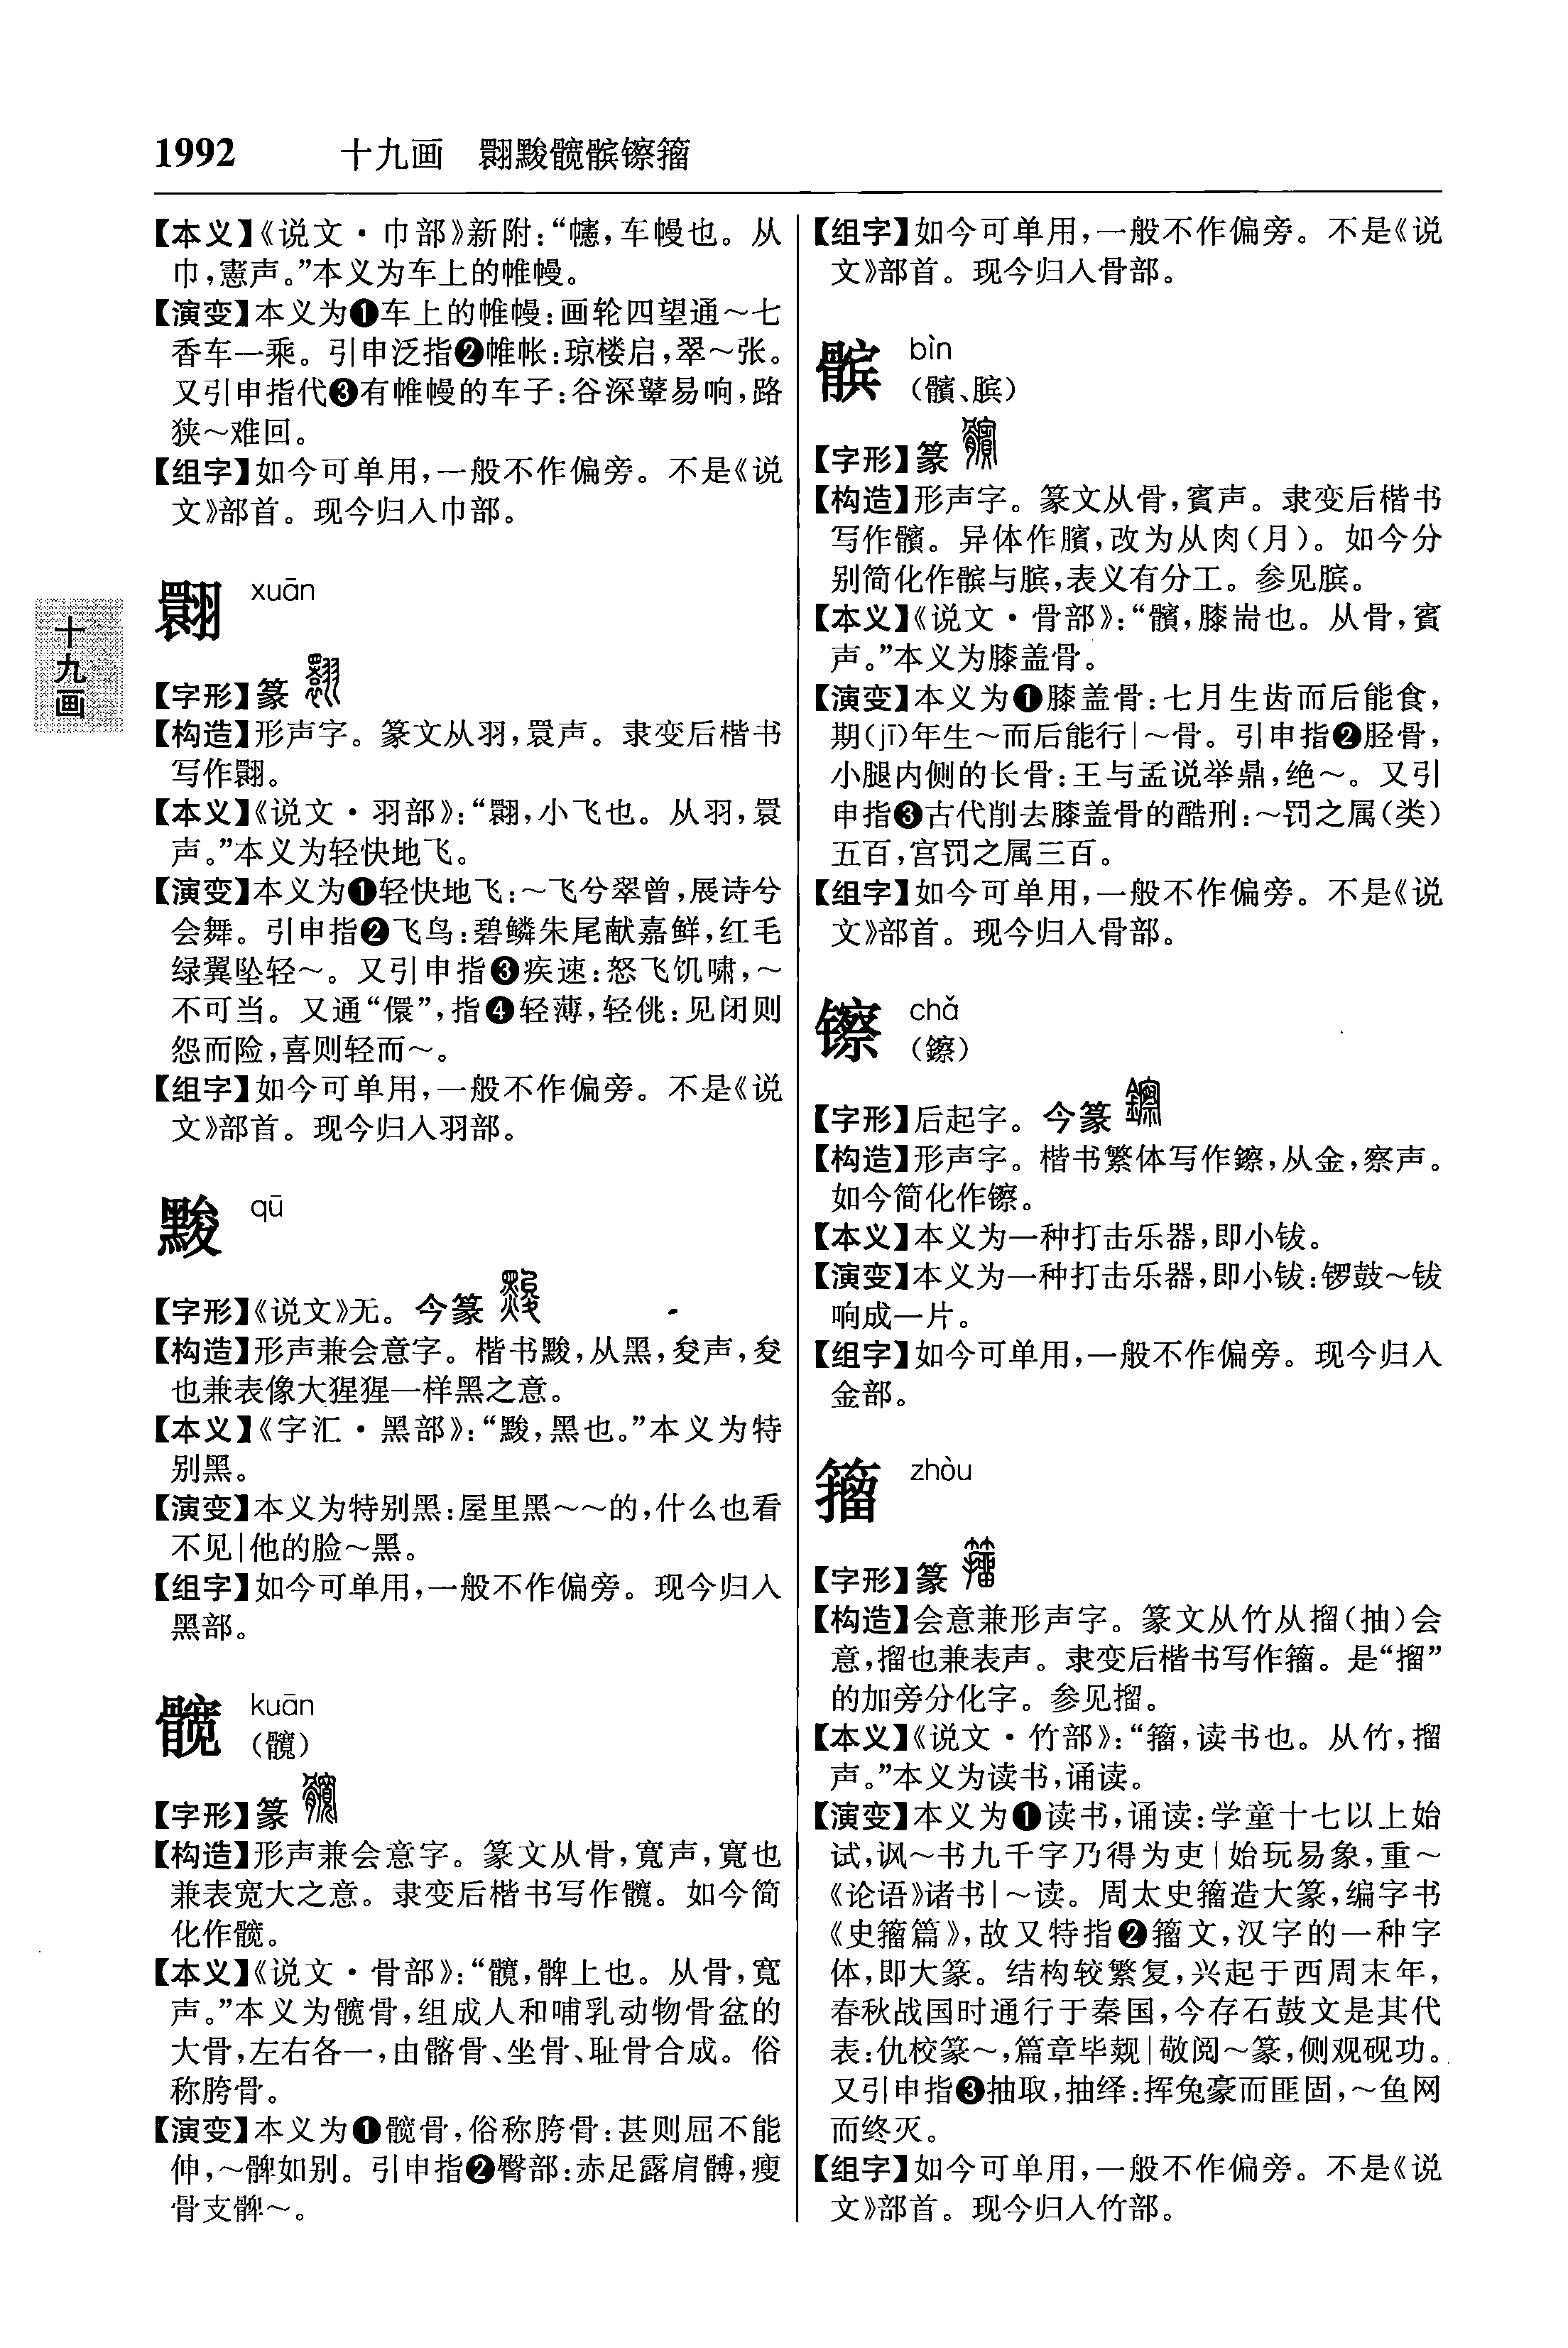 1992 十九画 翾黢髋髌镲籀
【本义】《说文·巾部》新附：“幰，车幔也。从
巾，憲声。”本义为车上的帷幔。
【演变】本义为❶车上的帷幔：画轮四望通～七
香车一乘。引申泛指❷帷帐：琼楼启，翠～张。
又引申指代❸有帷幔的车子：谷深鼙易响，路
狭～难回。
【组字】如今可单用，一般不作偏旁。不是《说
文》部首。现今归入巾部。
十九画
翾 xuān
【字形】篆
【构造】形声字。篆文从羽，睘声。隶变后楷书
写作翾。
【本义】《说文·羽部》：“翾，小飞也。从羽，睘
声。”本义为轻快地飞。
【演变】本义为❶轻快地飞：～飞兮翠曾，展诗兮
会舞。引申指❷飞鸟：碧鳞朱尾献嘉鲜，红毛
绿翼坠轻～。又引申指❸疾速：怒飞饥啸，～
不可当。又通“儇”，指❹轻薄，轻佻：见闭则
怨而险，喜则轻而～。
【组字】如今可单用，一般不作偏旁。不是《说
文》部首。现今归入羽部。
黢 qū
【字形】《说文》无。今篆
【构造】形声兼会意字。楷书黢，从黑，夋声，夋
也兼表像大猩猩一样黑之意。
【本义】《字汇·黑部》：“黢，黑也。”本义为特
别黑。
【演变】本义为特别黑：屋里黑～～的，什么也看
不见|他的脸～黑。
【组字】如今可单用，一般不作偏旁。现今归入
黑部。
髋 kuān
（髖）
【字形】篆
【构造】形声兼会意字。篆文从骨，寬声，寬也
兼表宽大之意。隶变后楷书写作髖。如今简
化作髋。
【本义】《说文·骨部》：“髖，髀上也。从骨，寬
声。”本义为髋骨，组成人和哺乳动物骨盆的
大骨，左右各一，由髂骨、坐骨、耻骨合成。俗
称胯骨。
【演变】本义为❶髋骨，俗称胯骨：甚则屈不能
伸，～髀如别。引申指❷臀部：赤足露肩髆，瘦
骨支髀～。
【组字】如今可单用，一般不作偏旁。不是《说
文》部首。现今归入骨部。
髌 bìn
（髕、膑）
【字形】篆
【构造】形声字。篆文从骨，賓声。隶变后楷书
写作髕。异体作臏，改为从肉（月）。如今分
别简化作髌与膑，表义有分工。参见膑。
【本义】《说文·骨部》：“髕，膝耑也。从骨，賓
声。”本义为膝盖骨。
【演变】本义为❶膝盖骨：七月生齿而后能食，
期(jī)年生～而后能行|～骨。引申指❷胫骨，
小腿内侧的长骨：王与孟说举鼎，绝～。又引
申指❸古代削去膝盖骨的酷刑：～罚之属（类）
五百，宫罚之属三百。
【组字】如今可单用，一般不作偏旁。不是《说
文》部首。现今归入骨部。
镲 chǎ
（鑔）
【字形】后起字。今篆
【构造】形声字。楷书繁体写作鑔，从金，察声。
如今简化作镲。
【本义】本义为一种打击乐器，即小钹。
【演变】本义为一种打击乐器，即小钹：锣鼓～钹
响成一片。
【组字】如今可单用，一般不作偏旁。现今归入
金部。
籀 zhòu
【字形】篆
【构造】会意兼形声字。篆文从竹从㨨（抽）会
意，㨨也兼表声。隶变后楷书写作籀。是“㨨”
的加旁分化字。参见㨨。
【本义】《说文·竹部》：“籀，读书也。从竹，㨨
声。”本义为读书，诵读。
【演变】本义为❶读书，诵读：学童十七以上始
试，讽～书九千字乃得为吏|始玩易象，重～
《论语》诸书|～读。周太史籀造大篆，编字书
《史籀篇》，故又特指❷籀文，汉字的一种字
体，即大篆。结构较繁复，兴起于西周末年，
春秋战国时通行于秦国，今存石鼓文是其代
表：仇校篆～，篇章毕觌|敬阅～篆，侧观砚功。
又引申指❸抽取，抽绎：挥兔豪而匪固，～鱼网
而终灭。
【组字】如今可单用，一般不作偏旁。不是《说
文》部首。现今归入竹部。